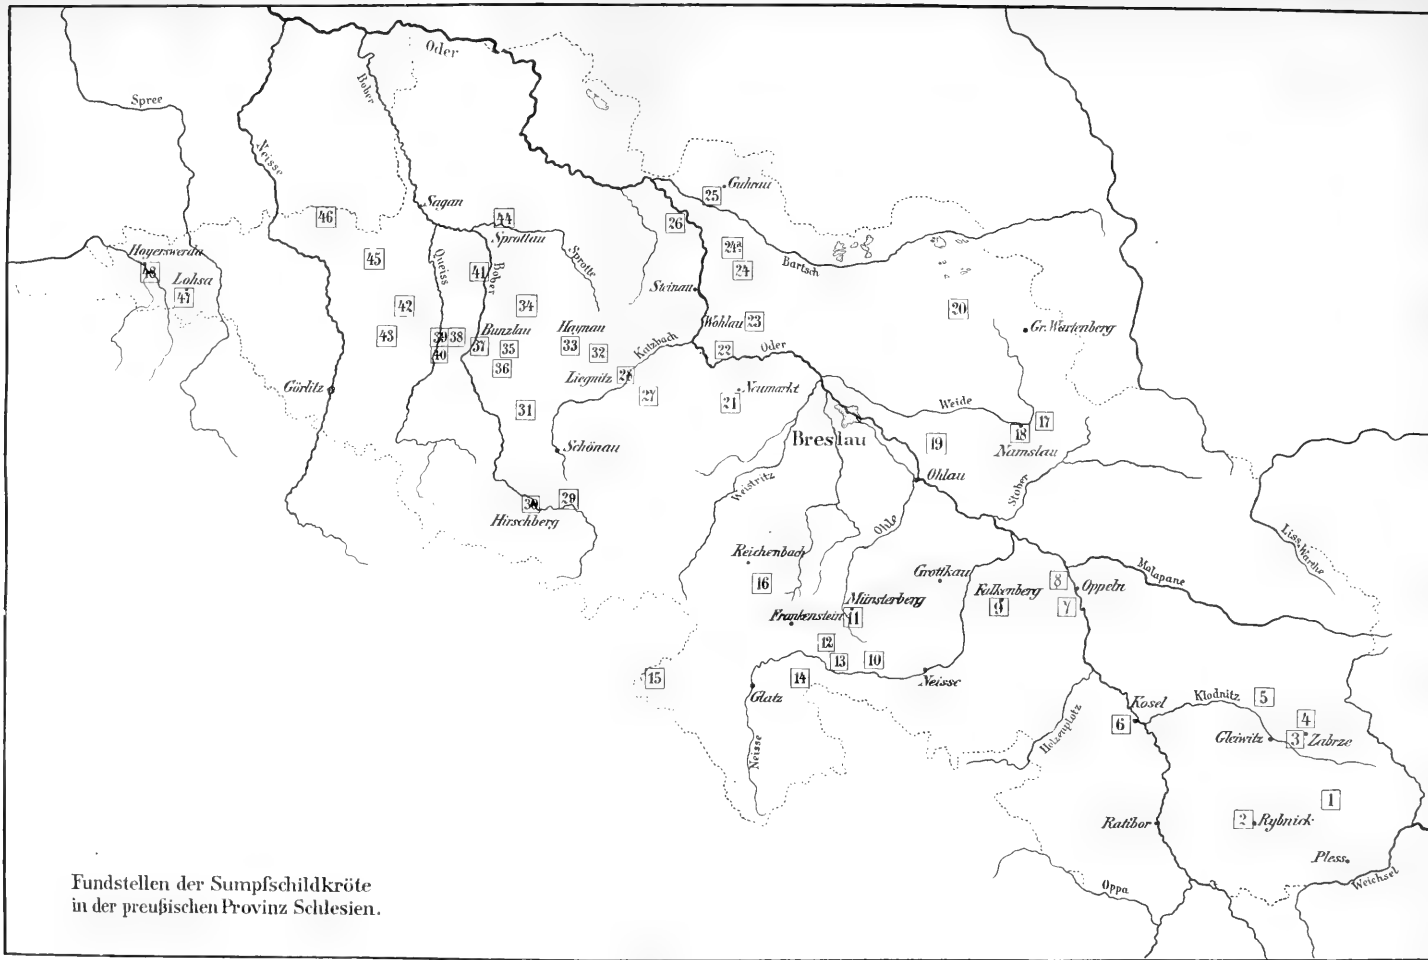 Oder
Bober
Spree
Neisse
Guhrau
25
Sagan
46
44
26
Sprottau
Hoyerswerda
24a
45
Queiss
Sprotte
48
Lohsa
41
Bober
24
Bartsch
47
Steinau
42
34
20
Wohlau
23
Gr. Wartenberg
43
39
38
Bunzlau
Haynau
37
35
33
32
Katzbach
22
Oder
40
36
Liegnitz
28
Görlitz
27
21
Neumarkt
31
Weide
17
18
Breslau
19
Namslau
Schönau
Ohlau
Weistritz
Stober
30
29
Hirschberg
Ohle
Liss Warthe
Reichenbach
Malapane
16
Grottkau
Falkenberg
8
Oppeln
9
7
Münsterberg
Frankenstein
11
12
13
10
15
14
Neisse
Glatz
Kosel
Klodnitz
5
6
4
Hotzenplotz
Gleiwitz
3
Zabrze
Neisse
1
Ratibor
2
Rybnick
Pless
Weichsel
Oppa
Fundstellen der Sumpfschildkröte
in der preußischen Provinz Schlesien.